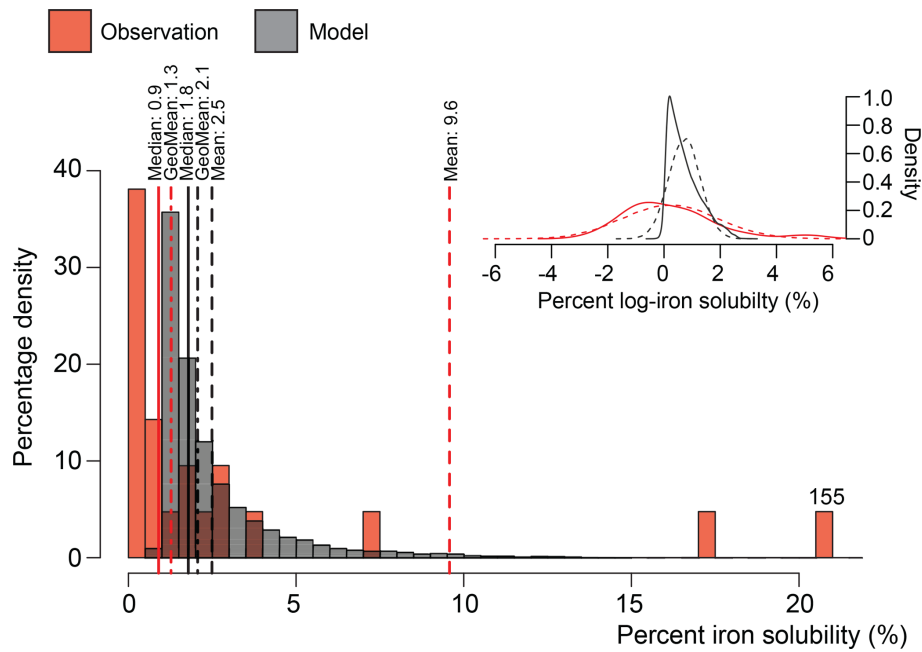 Observation
Model
Median: 0.9
GeoMean: 1.3
Median: 1.8
GeoMean: 2.1
Mean: 2.5
Mean: 9.6
Percentage density
40
30
20
10
0
0
5
10
15
20
155
Percent iron solubility (%)
1.0
0.8
0.6
0.4
0.2
0
Density
-6
-4
-2
0
2
4
6
Percent log-iron solubilty (%)